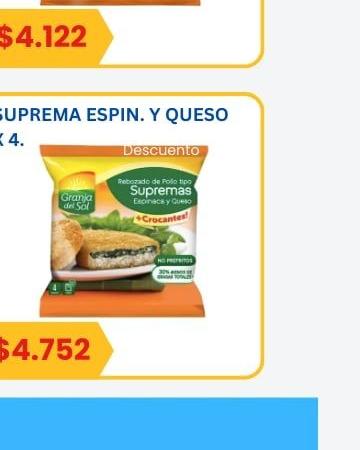 $4.122
SUPREMA ESPIN. Y QUESO
X 4.
Descuento
Granja
del Sol
Rebozado de Pollo tipo
Supremas
Espinaca y Queso
+Crocantes!
NO PREFRITOS
30% MENOS DE
GRASAS TOTALES
4
$4.752